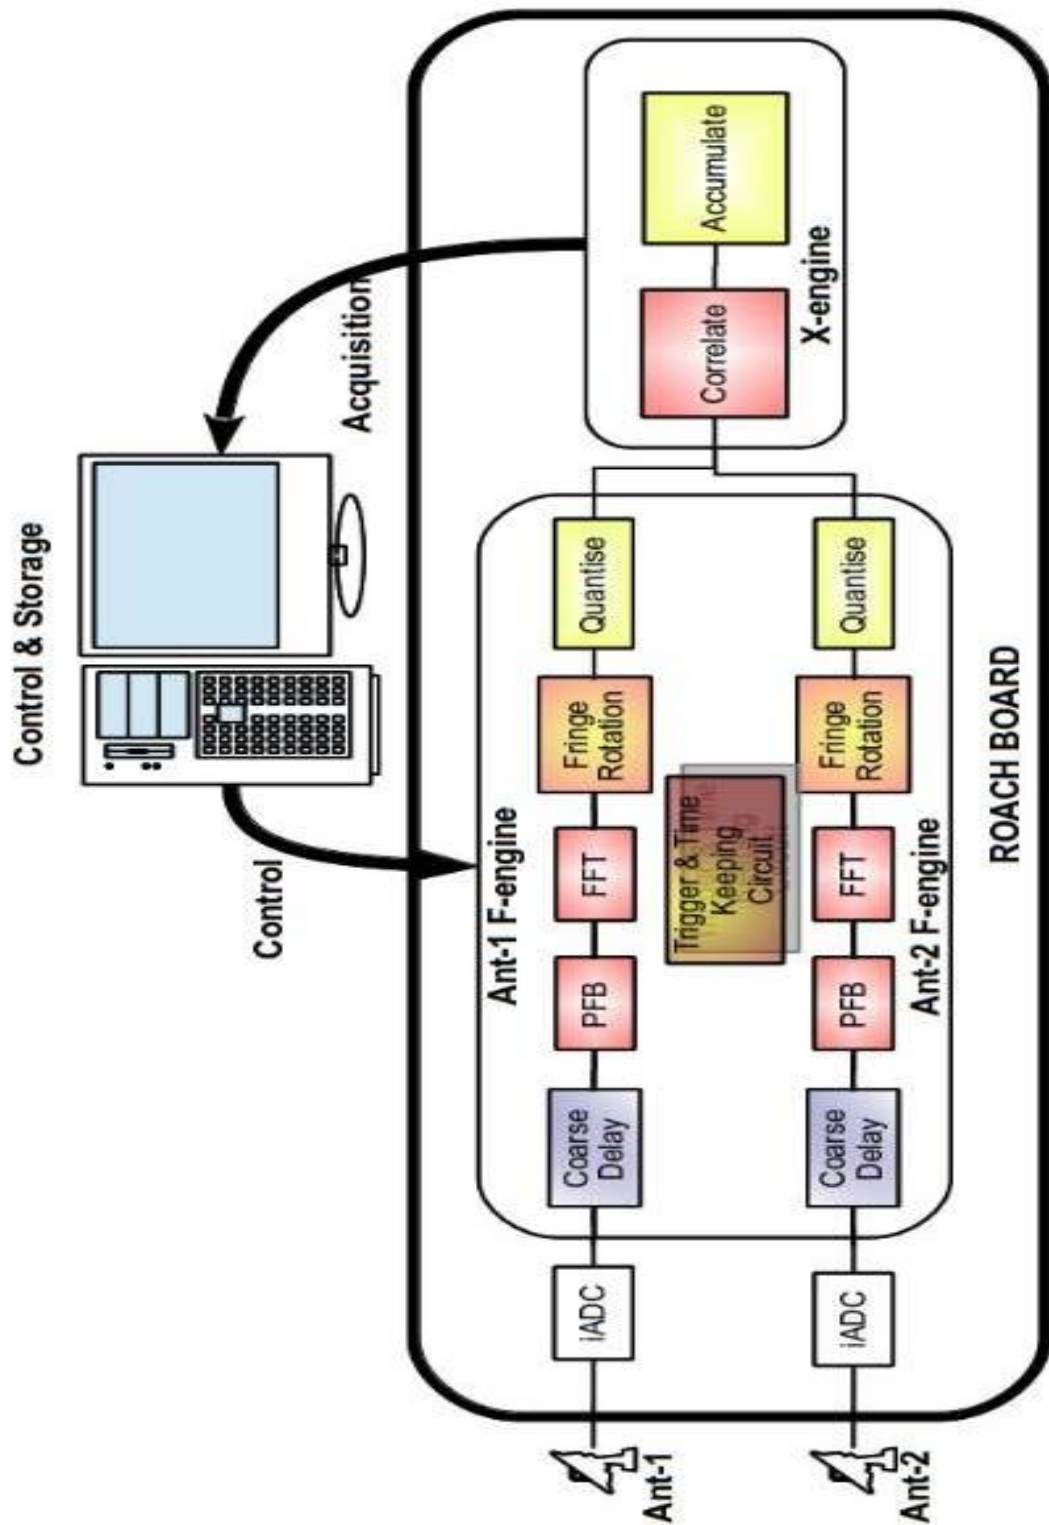 Control & Storage
Control
Acquisition
Ant-1 F-engine
Ant-1
iADC
Coarse
Delay
PFB
FFT
Fringe
Rotation
Quantise
Trigger & Time
Keeping
Circuit
Correlate
Accumulate
X-engine
Ant-2
iADC
Coarse
Delay
PFB
FFT
Fringe
Rotation
Quantise
Ant-2 F-engine
ROACH BOARD